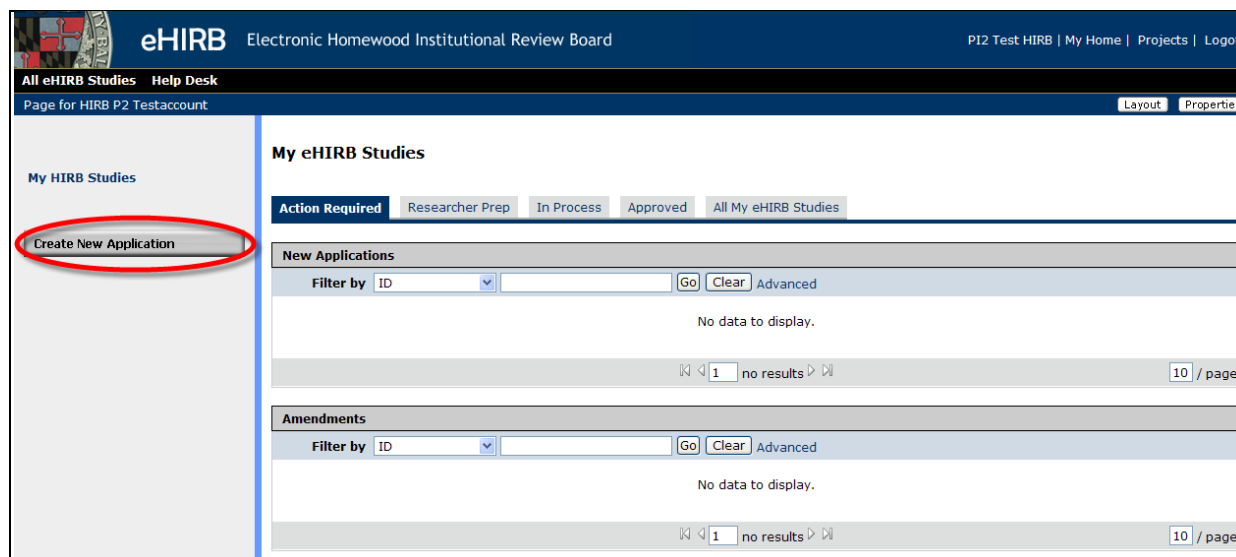 eHIRB Electronic Homewood Institutional Review Board PI2 Test HIRB | My Home | Projects | Logo
All eHIRB Studies Help Desk
Page for HIRB P2 Testaccount Layout Propertie
My eHIRB Studies
My HIRB Studies
Action Required Researcher Prep In Process Approved All My eHIRB Studies
Create New Application
New Applications
Filter by ID Go Clear Advanced
No data to display.
1 no results 10 / page
Amendments
Filter by ID Go Clear Advanced
No data to display.
1 no results 10 / page